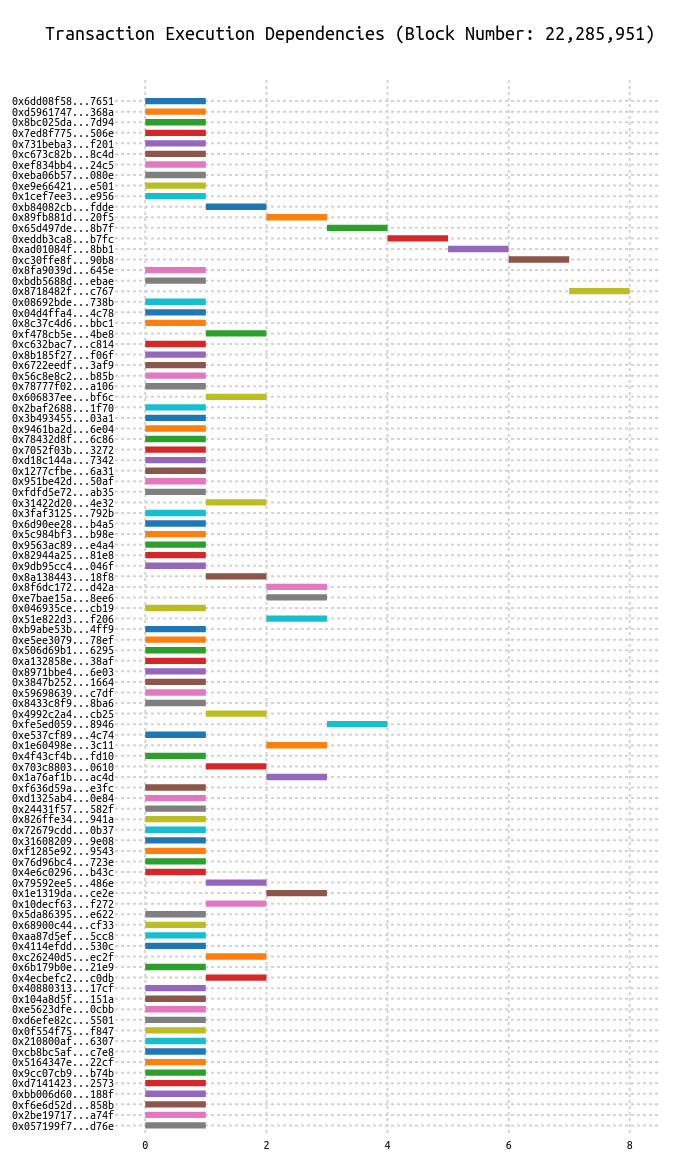 Transaction Execution Dependencies (Block Number: 22,285,951)
0x6dd08f58...7651
0xd5961747...368a
0x8bc025da...7d94
0x7ed8f775...506e
0x731beba3...f201
0xc673c82b...8c4d
0xef834bb4...24c5
0xeba06b57...080e
0xe9e66421...e501
0x1cef7ee3...e956
0xb84082cb...fdde
0x89fb881d...20f5
0x65d497de...8b7f
0xeddb3ca8...b7fc
0xad01084f...8bb1
0xc30ffe8f...90b8
0x8fa9039d...645e
0xbdb5688d...ebae
0x8718482f...c767
0x08692bde...738b
0x04d4ffa4...4c78
0x8c37c4d6...bbc1
0xf478cb5e...4be8
0xc632bac7...c814
0x8b185f27...f06f
0x6722eedf...3af9
0x56c8e8c2...b85b
0x78777f02...a106
0x606837ee...bf6c
0x2baf2688...1f70
0x3b493455...03a1
0x9461ba2d...6e04
0x78432d8f...6c86
0x7052f03b...3272
0xd18c144a...7342
0x1277cfbe...6a31
0x951be42d...50af
0xfdfd5e72...ab35
0x31422d20...4e32
0x3faf3125...792b
0x6d90ee28...b4a5
0x5c984bf3...b98e
0x9563ac89...e4a4
0x82944a25...81e8
0x9db95cc4...046f
0x8a138443...18f8
0x8f6dc172...d42a
0xe7bae15a...8ee6
0x046935ce...cb19
0x51e822d3...f206
0xb9abe53b...4ff9
0xe5ee3079...78ef
0x506d69b1...6295
0xa132858e...38af
0x8971bbe4...6e03
0x3847b252...1664
0x59698639...c7df
0x8433c8f9...8ba6
0x4992c2a4...cb25
0xfe5ed059...8946
0xe537cf89...4c74
0x1e60498e...3c11
0x4f43cf4b...fd10
0x703c8803...0610
0x1a76af1b...ac4d
0xf636d59a...e3fc
0xd1325ab4...0e84
0x24431f57...582f
0x826ffe34...941a
0x72679cdd...0b37
0x31608209...9e08
0xf1285e92...9543
0x76d96bc4...723e
0x4e6c0296...b43c
0x79592ee5...486e
0x1e1319da...ce2e
0x10decf63...f272
0x5da86395...e622
0x68900c44...cf33
0xaa87d5ef...5cc8
0x4114efdd...530c
0xc26240d5...ec2f
0x6b179b0e...21e9
0x4ecbefc2...c0db
0x40880313...17cf
0x104a8d5f...151a
0xe5623dfe...0cbb
0xd6efe82c...5501
0x0f554f75...f847
0x210800af...6307
0xcb8bc5af...c7e8
0x5164347e...22cf
0x9cc07cb9...b74b
0xd7141423...2573
0xbb006d60...188f
0xf6e6d52d...858b
0x2be19717...a74f
0x057199f7...d76e
0 2 4 6 8